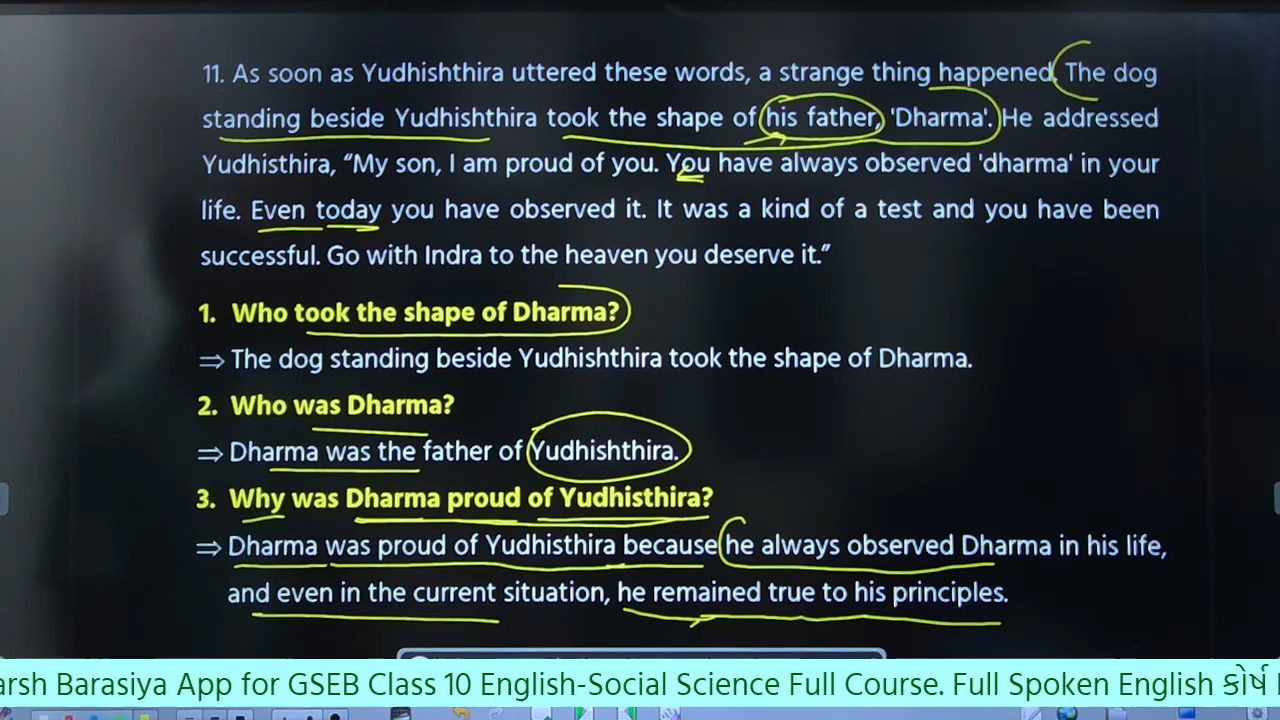 11. As soon as Yudhishthira uttered these words, a strange thing happened. The dog
standing beside Yudhishthira took the shape of his father, 'Dharma'. He addressed
Yudhisthira, “My son, I am proud of you. You have always observed 'dharma' in your
life. Even today you have observed it. It was a kind of a test and you have been
successful. Go with Indra to the heaven you deserve it.”
1. Who took the shape of Dharma?
⇒ The dog standing beside Yudhishthira took the shape of Dharma.
2. Who was Dharma?
⇒ Dharma was the father of Yudhishthira.
3. Why was Dharma proud of Yudhisthira?
⇒ Dharma was proud of Yudhisthira because he always observed Dharma in his life,
and even in the current situation, he remained true to his principles.
arsh Barasiya App for GSEB Class 10 English-Social Science Full Course. Full Spoken English કોર્ષ